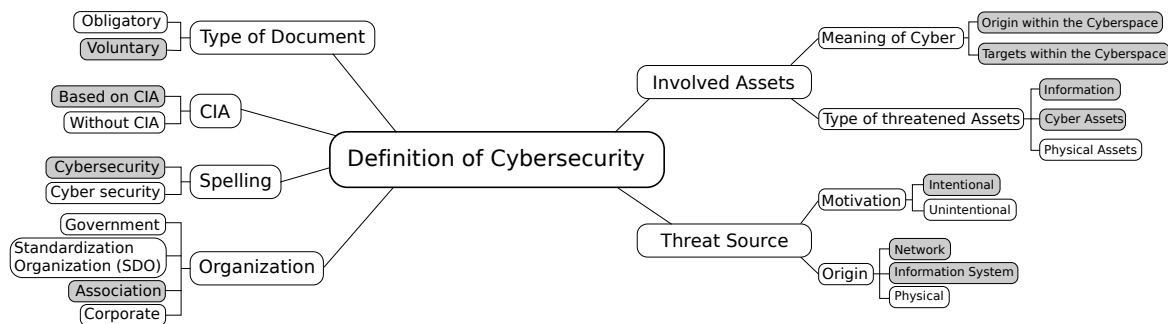 Definition of Cybersecurity
Type of Document
Obligatory
Voluntary
CIA
Based on CIA
Without CIA
Spelling
Cybersecurity
Cyber security
Organization
Government
Standardization
Organization (SDO)
Association
Corporate
Involved Assets
Meaning of Cyber
Origin within the Cyberspace
Targets within the Cyberspace
Type of threatened Assets
Information
Cyber Assets
Physical Assets
Threat Source
Motivation
Intentional
Unintentional
Origin
Network
Information System
Physical